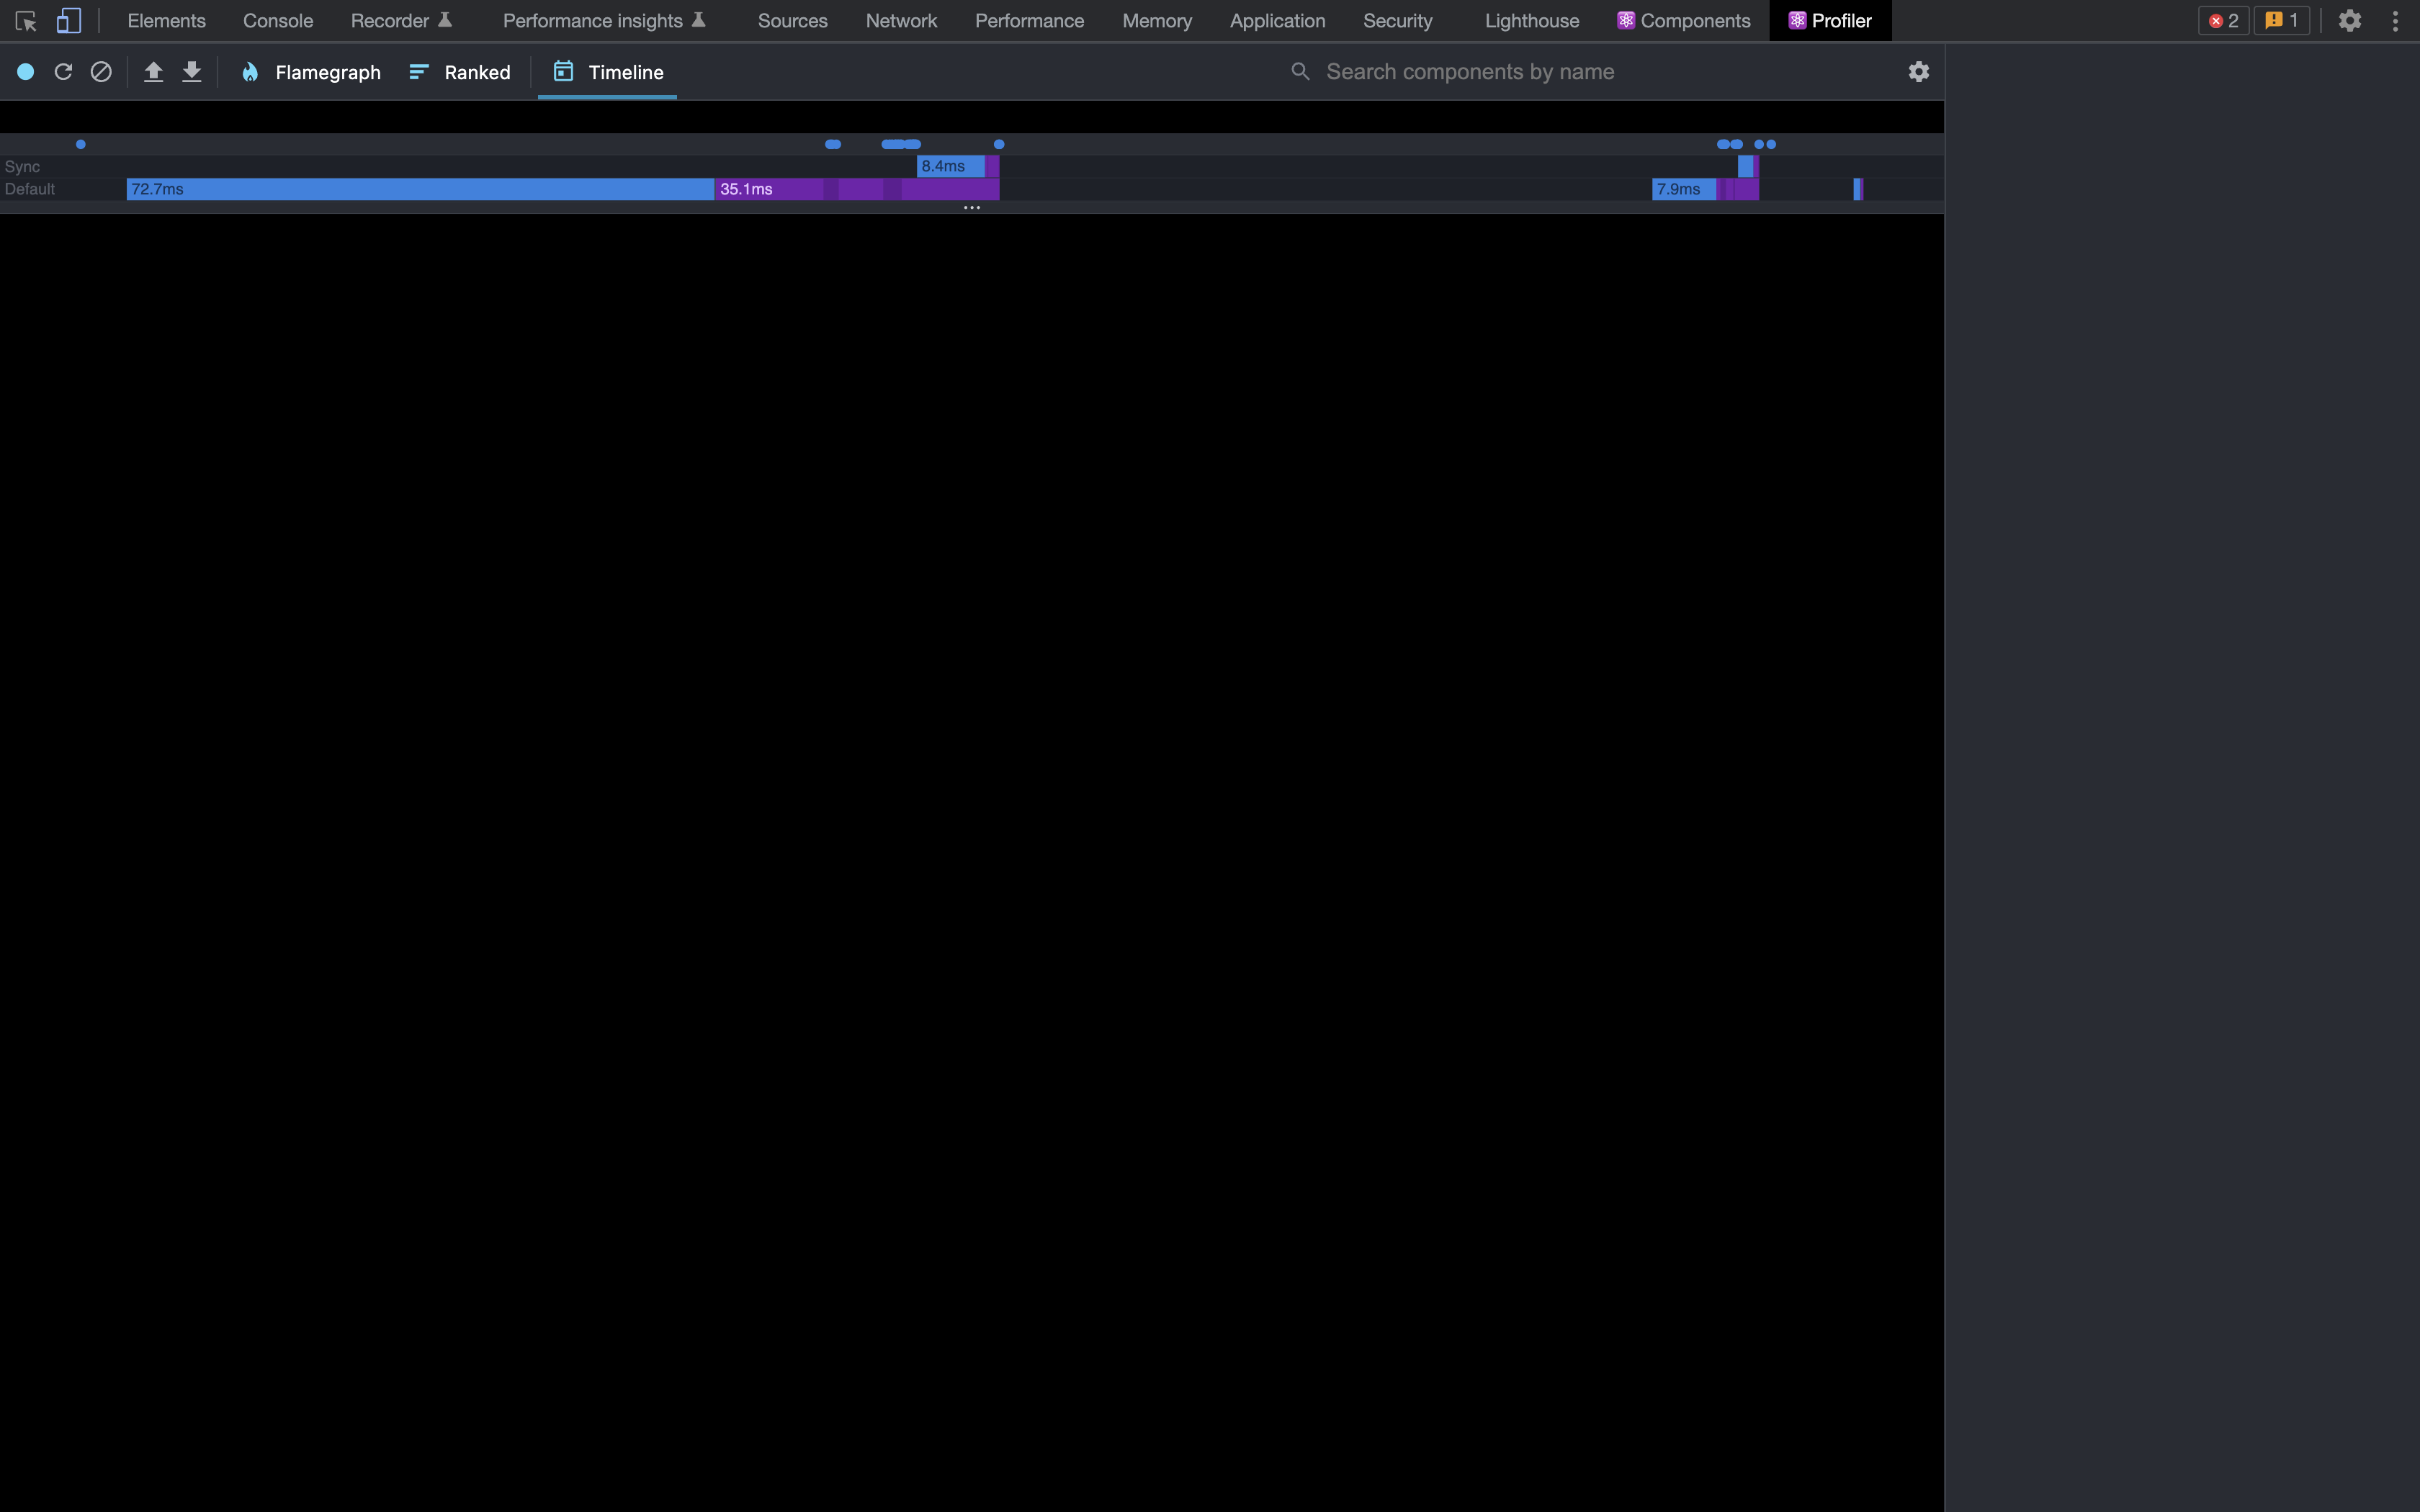 Elements Console Recorder Performance insights Sources Network Performance Memory Application Security Lighthouse Components Profiler 2 1
Flamegraph Ranked Timeline Search components by name
Sync 8.4ms
Default 72.7ms 35.1ms 7.9ms